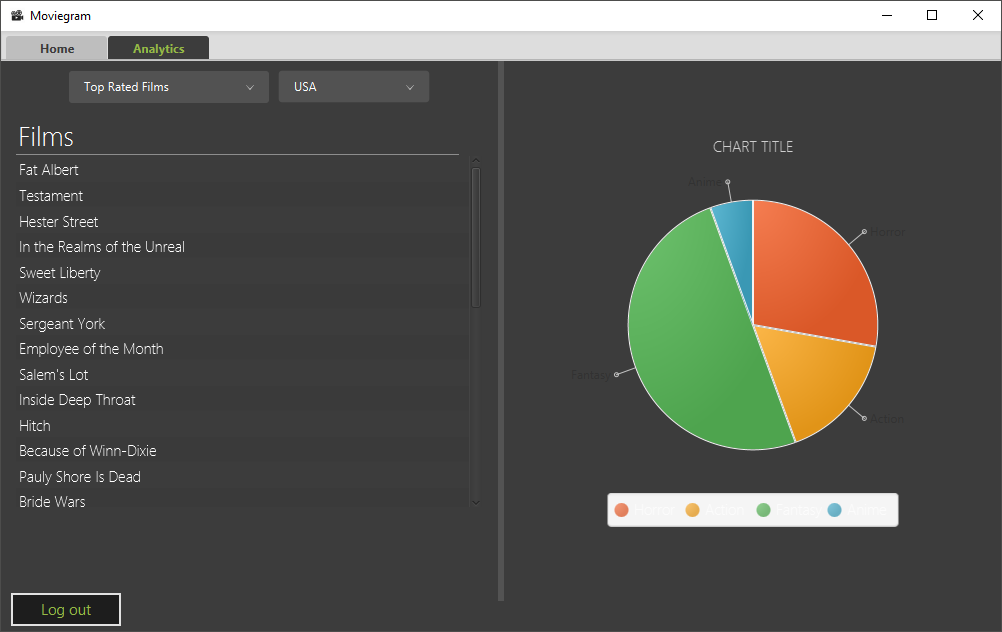 Moviegram
Home
Analytics
Top Rated Films
USA
Films
Fat Albert
Testament
Hester Street
In the Realms of the Unreal
Sweet Liberty
Wizards
Sergeant York
Employee of the Month
Salem's Lot
Inside Deep Throat
Hitch
Because of Winn-Dixie
Pauly Shore Is Dead
Bride Wars
Log out
CHART TITLE
Anime
Horror
Fantasy
Action
Horror
Action
Fantasy
Anime